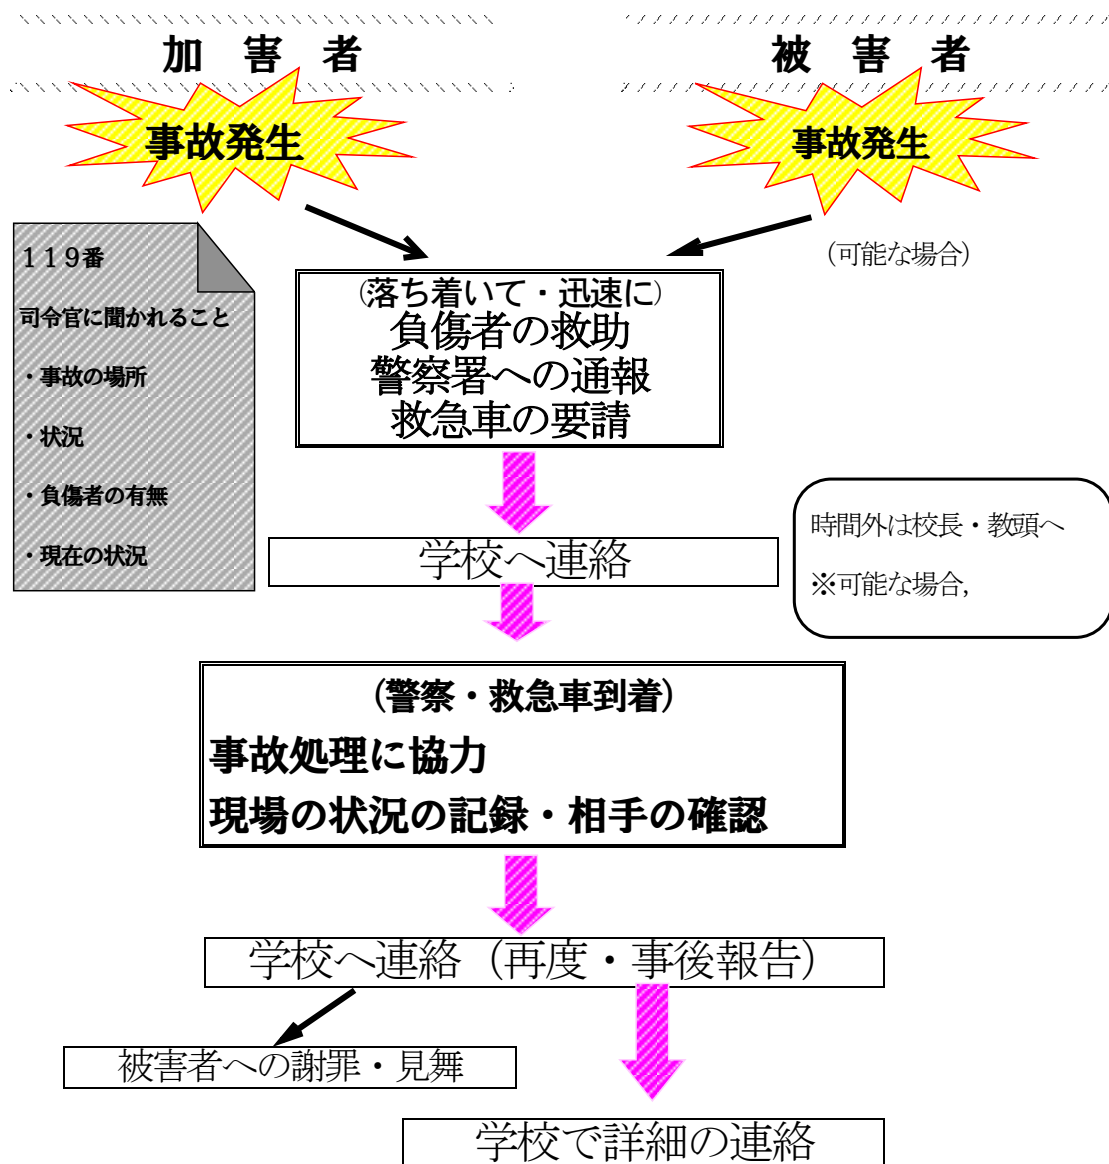 加 害 者
被 害 者
事故発生
事故発生
(可能な場合)
119番
司令官に聞かれること
・事故の場所
・状況
・負傷者の有無
・現在の状況
(落ち着いて・迅速に)
負傷者の救助
警察署への通報
救急車の要請
学校へ連絡
時間外は校長・教頭へ
※可能な場合,
(警察・救急車到着)
事故処理に協力
現場の状況の記録・相手の確認
学校へ連絡（再度・事後報告）
被害者への謝罪・見舞
学校で詳細の連絡